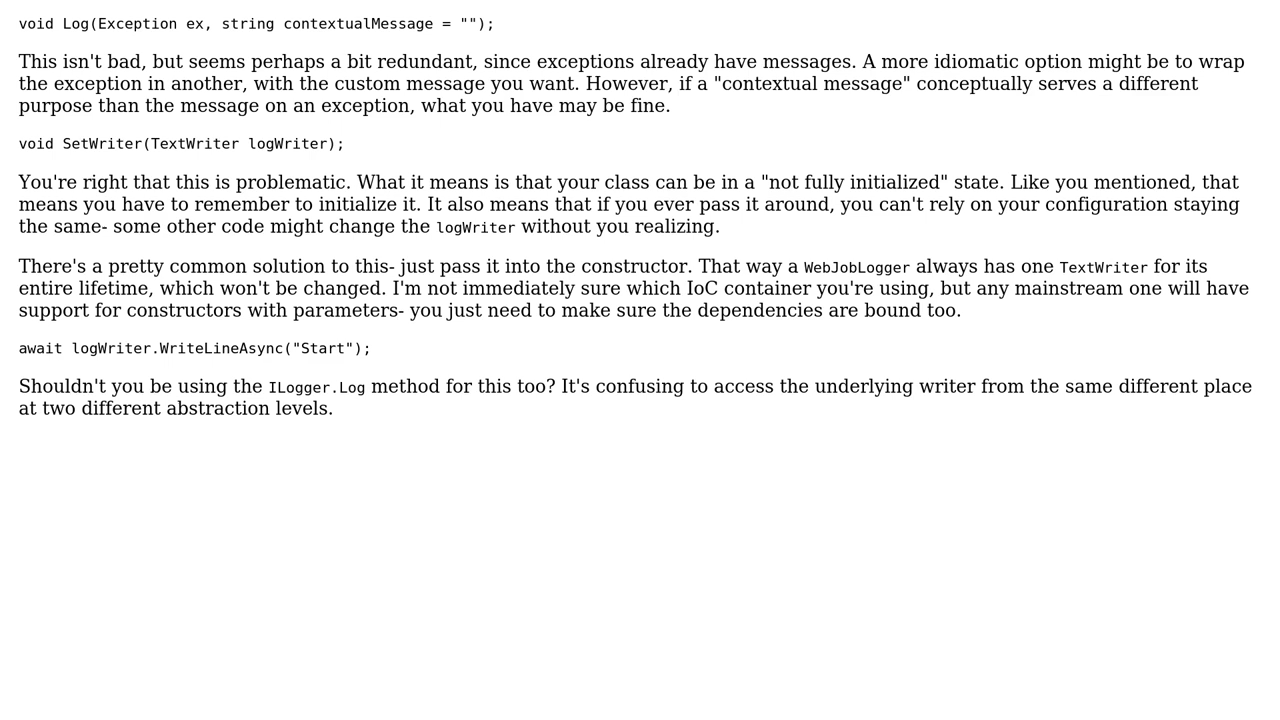 void Log(Exception ex, string contextualMessage = "");
This isn't bad, but seems perhaps a bit redundant, since exceptions already have messages. A more idiomatic option might be to wrap
the exception in another, with the custom message you want. However, if a "contextual message" conceptually serves a different
purpose than the message on an exception, what you have may be fine.
void SetWriter(TextWriter logWriter);
You're right that this is problematic. What it means is that your class can be in a "not fully initialized" state. Like you mentioned, that
means you have to remember to initialize it. It also means that if you ever pass it around, you can't rely on your configuration staying
the same- some other code might change the logWriter without you realizing.
There's a pretty common solution to this- just pass it into the constructor. That way a WebJobLogger always has one TextWriter for its
entire lifetime, which won't be changed. I'm not immediately sure which IoC container you're using, but any mainstream one will have
support for constructors with parameters- you just need to make sure the dependencies are bound too.
await logWriter.WriteLineAsync("Start");
Shouldn't you be using the ILogger.Log method for this too? It's confusing to access the underlying writer from the same different place
at two different abstraction levels.